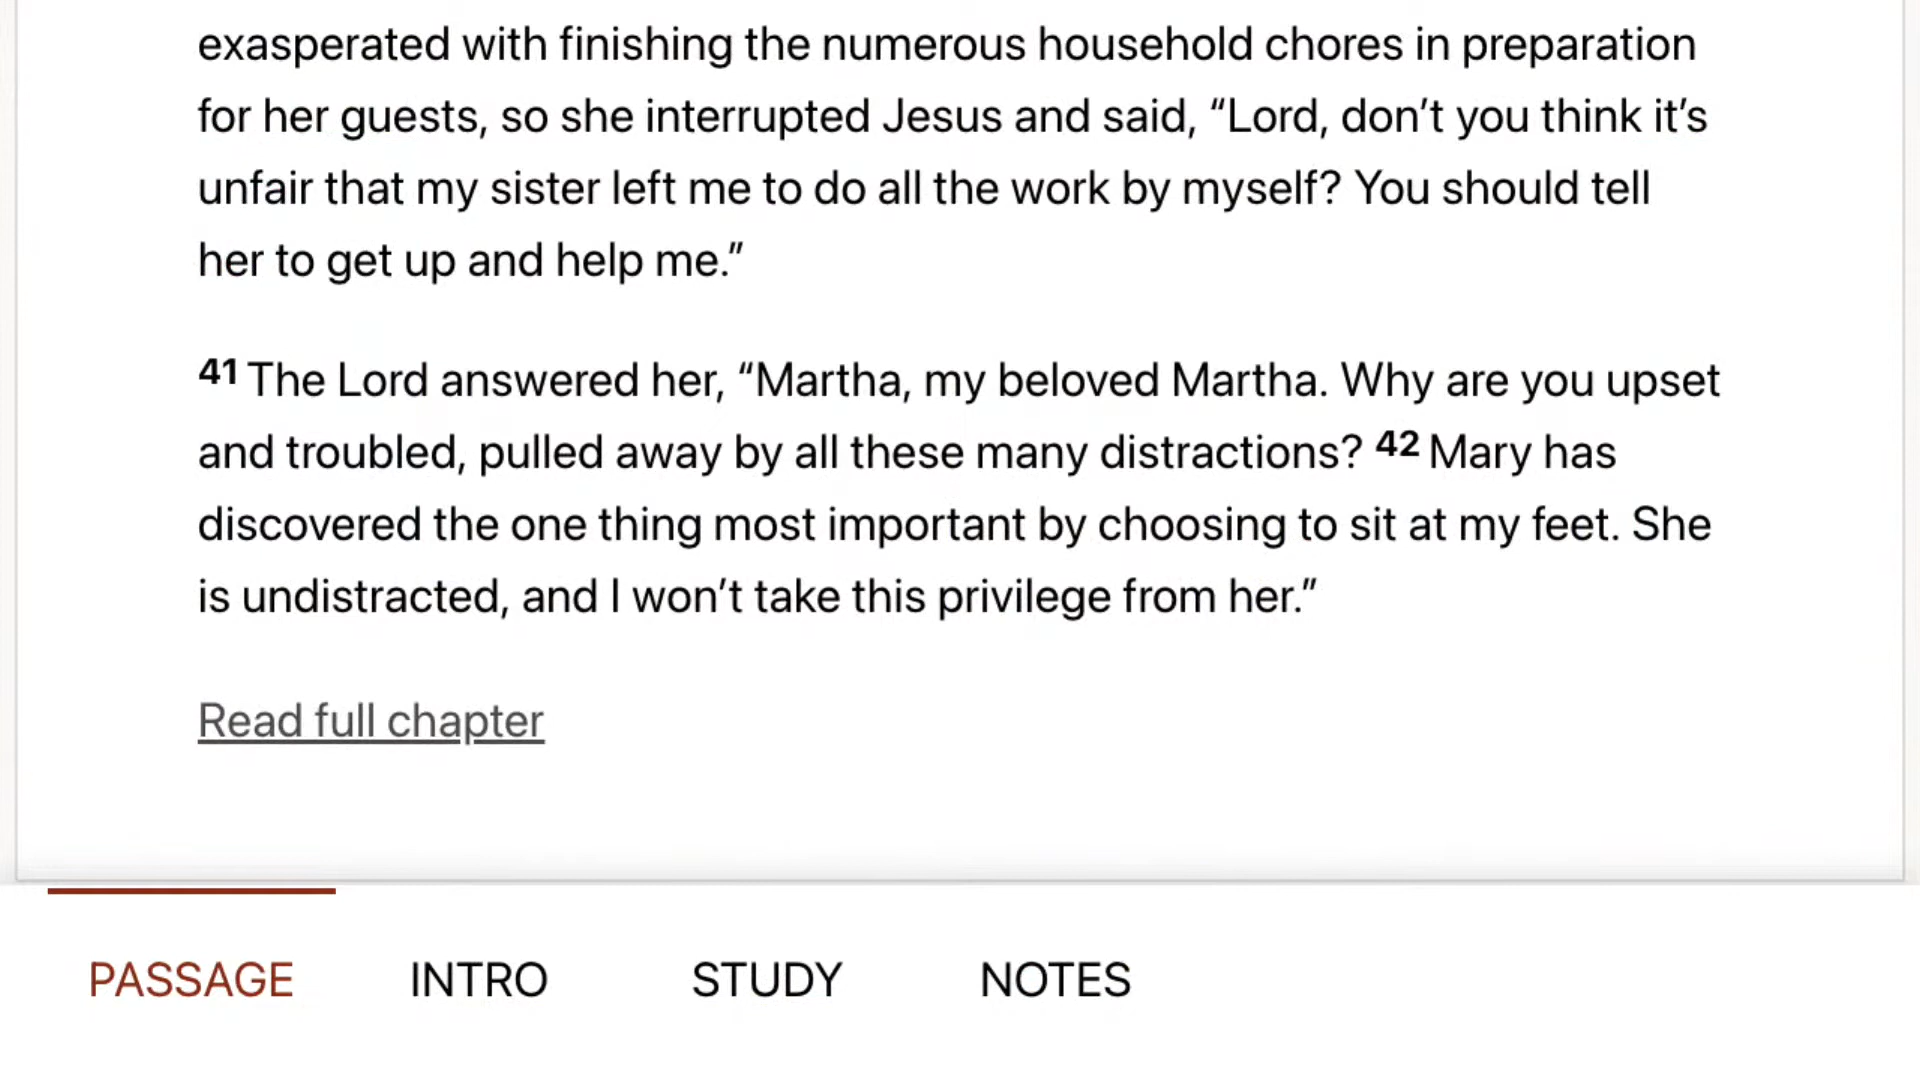 exasperated with finishing the numerous household chores in preparation
for her guests, so she interrupted Jesus and said, “Lord, don’t you think it’s
unfair that my sister left me to do all the work by myself? You should tell
her to get up and help me.”
41 The Lord answered her, “Martha, my beloved Martha. Why are you upset
and troubled, pulled away by all these many distractions? 42 Mary has
discovered the one thing most important by choosing to sit at my feet. She
is undistracted, and I won’t take this privilege from her.”
Read full chapter
PASSAGE INTRO STUDY NOTES